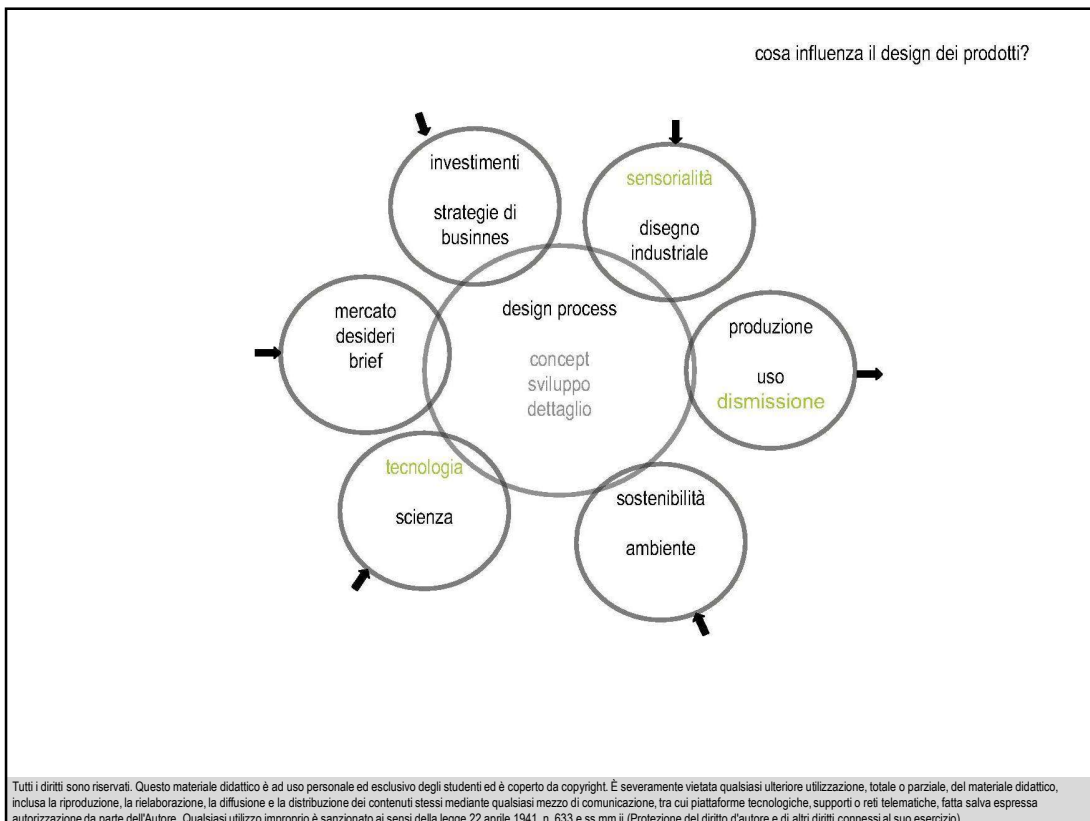 cosa influenza il design dei prodotti?
investimenti
strategie di
businnes
sensorialità
disegno
industriale
mercato
desideri
brief
design process
concept
sviluppo
dettaglio
produzione
uso
dismissione
tecnologia
scienza
sostenibilità
ambiente
Tutti i diritti sono riservati. Questo materiale didattico è ad uso personale ed esclusivo degli studenti ed è coperto da copyright. È severamente vietata qualsiasi ulteriore utilizzazione, totale o parziale, del materiale didattico,
inclusa la riproduzione, la rielaborazione, la diffusione e la distribuzione dei contenuti stessi mediante qualsiasi mezzo di comunicazione, tra cui piattaforme tecnologiche, supporti o reti telematiche, fatta salva espressa
autorizzazione da parte dell'Autore. Qualsiasi utilizzo improprio è sanzionato ai sensi della legge 22 aprile 1941, n. 633 e ss.mm.ii (Protezione del diritto d'autore e di altri diritti connessi al suo esercizio)